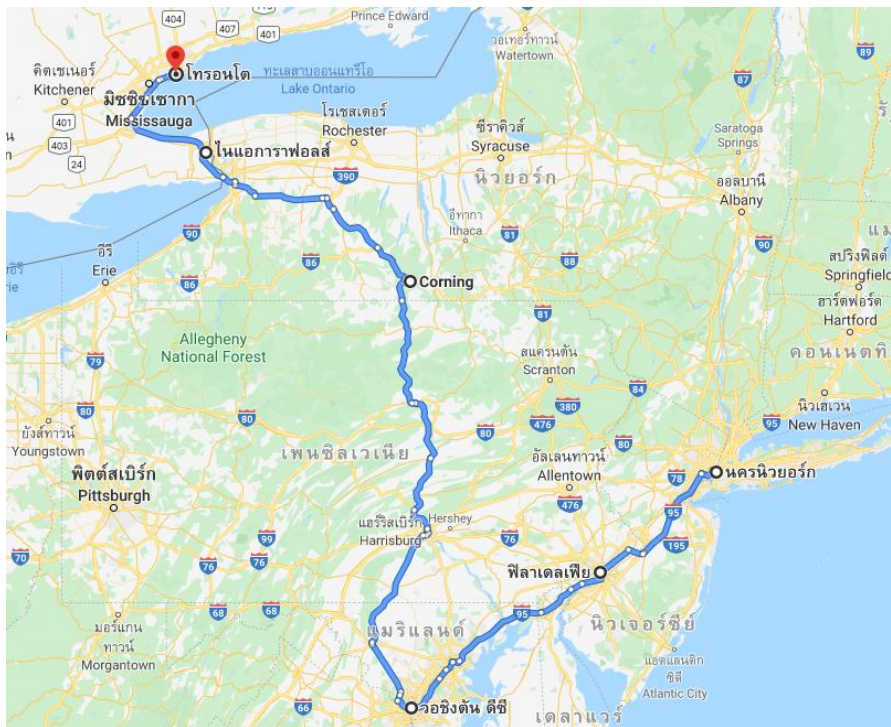 404
Prince Edward
407
วอเทอร์ทาวน์
Watertown
89
คิตเชเนอร์
Kitchener
โทรอนโต
ทะเลสาบออนแทรีโอ
Lake Ontario
87
401
มิซซิซเซากา
Mississauga
401
403
24
ไนแอการาฟอลส์
โรเชสเตอร์
Rochester
ซีราคิวส์
Syracuse
Saratoga
Springs
390
นิวยอร์ก
ออลบานี
Albany
อีทากา
Ithaca
แม
90
อีรี
Erie
90
81
86
88
90
สปริงฟิลด์
Springfield
86
Corning
81
ฮาร์ตฟอร์ด
Hartford
Allegheny
National Forest
คอนเนตทิ
79
สแครนตัน
Scranton
84
80
80
380
476
นิวเฮเวน
New Haven
95
ยังส์ทาวน์
Youngstown
เพนซิลเวเนีย
80
80
อัลเลนทาวน์
Allentown
พิตต์สเบิร์ก
Pittsburgh
78
นครนิวยอร์ก
476
แฮร์ริสเบิร์ก
Harrisburg
Hershey
95
99
76
195
70
76
76
ฟิลาเดลเฟีย
68
68
95
มอร์แกน
ทาวน์
Morgantown
แมริแลนด์
นิวเจอร์ซีย์
แอตแลนติก
ซิตี
Atlantic City
66
วอชิงตัน ดีซี
เดลาแวร์